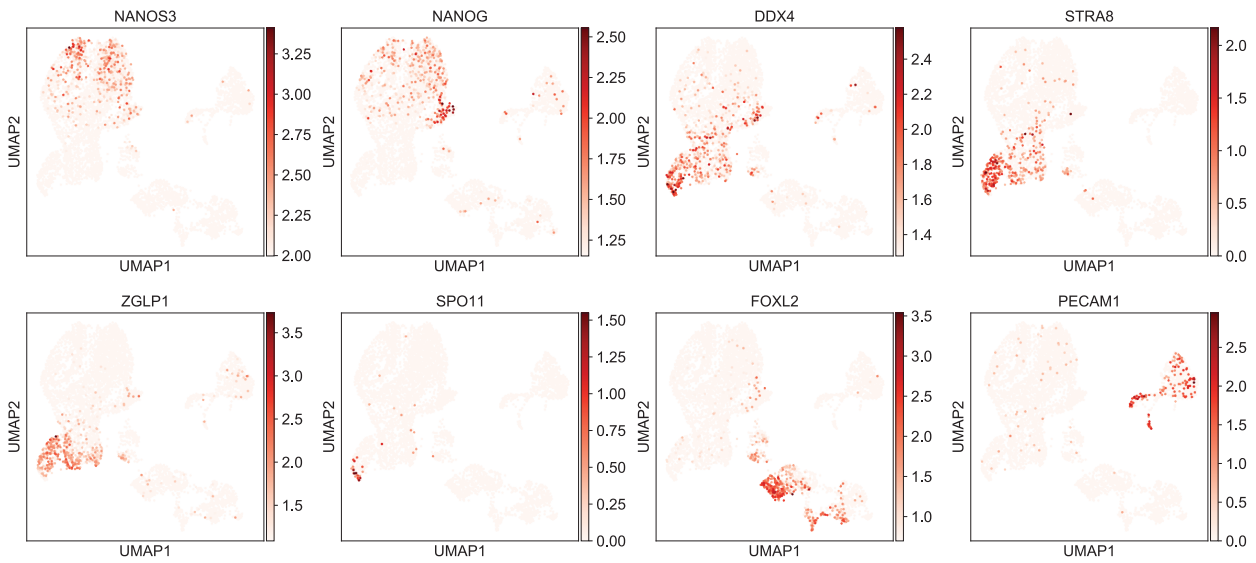 NANOS3
NANOG
DDX4
STRA8
UMAP2
3.25
3.00
2.75
2.50
2.25
2.00
UMAP1
UMAP2
2.50
2.25
2.00
1.75
1.50
1.25
UMAP1
UMAP2
2.4
2.2
2.0
1.8
1.6
1.4
UMAP1
UMAP2
2.0
1.5
1.0
0.5
0.0
UMAP1
ZGLP1
SPO11
FOXL2
PECAM1
UMAP2
3.5
3.0
2.5
2.0
1.5
UMAP1
UMAP2
1.50
1.25
1.00
0.75
0.50
0.25
0.00
UMAP1
UMAP2
3.5
3.0
2.5
2.0
1.5
1.0
UMAP1
UMAP2
2.5
2.0
1.5
1.0
0.5
0.0
UMAP1